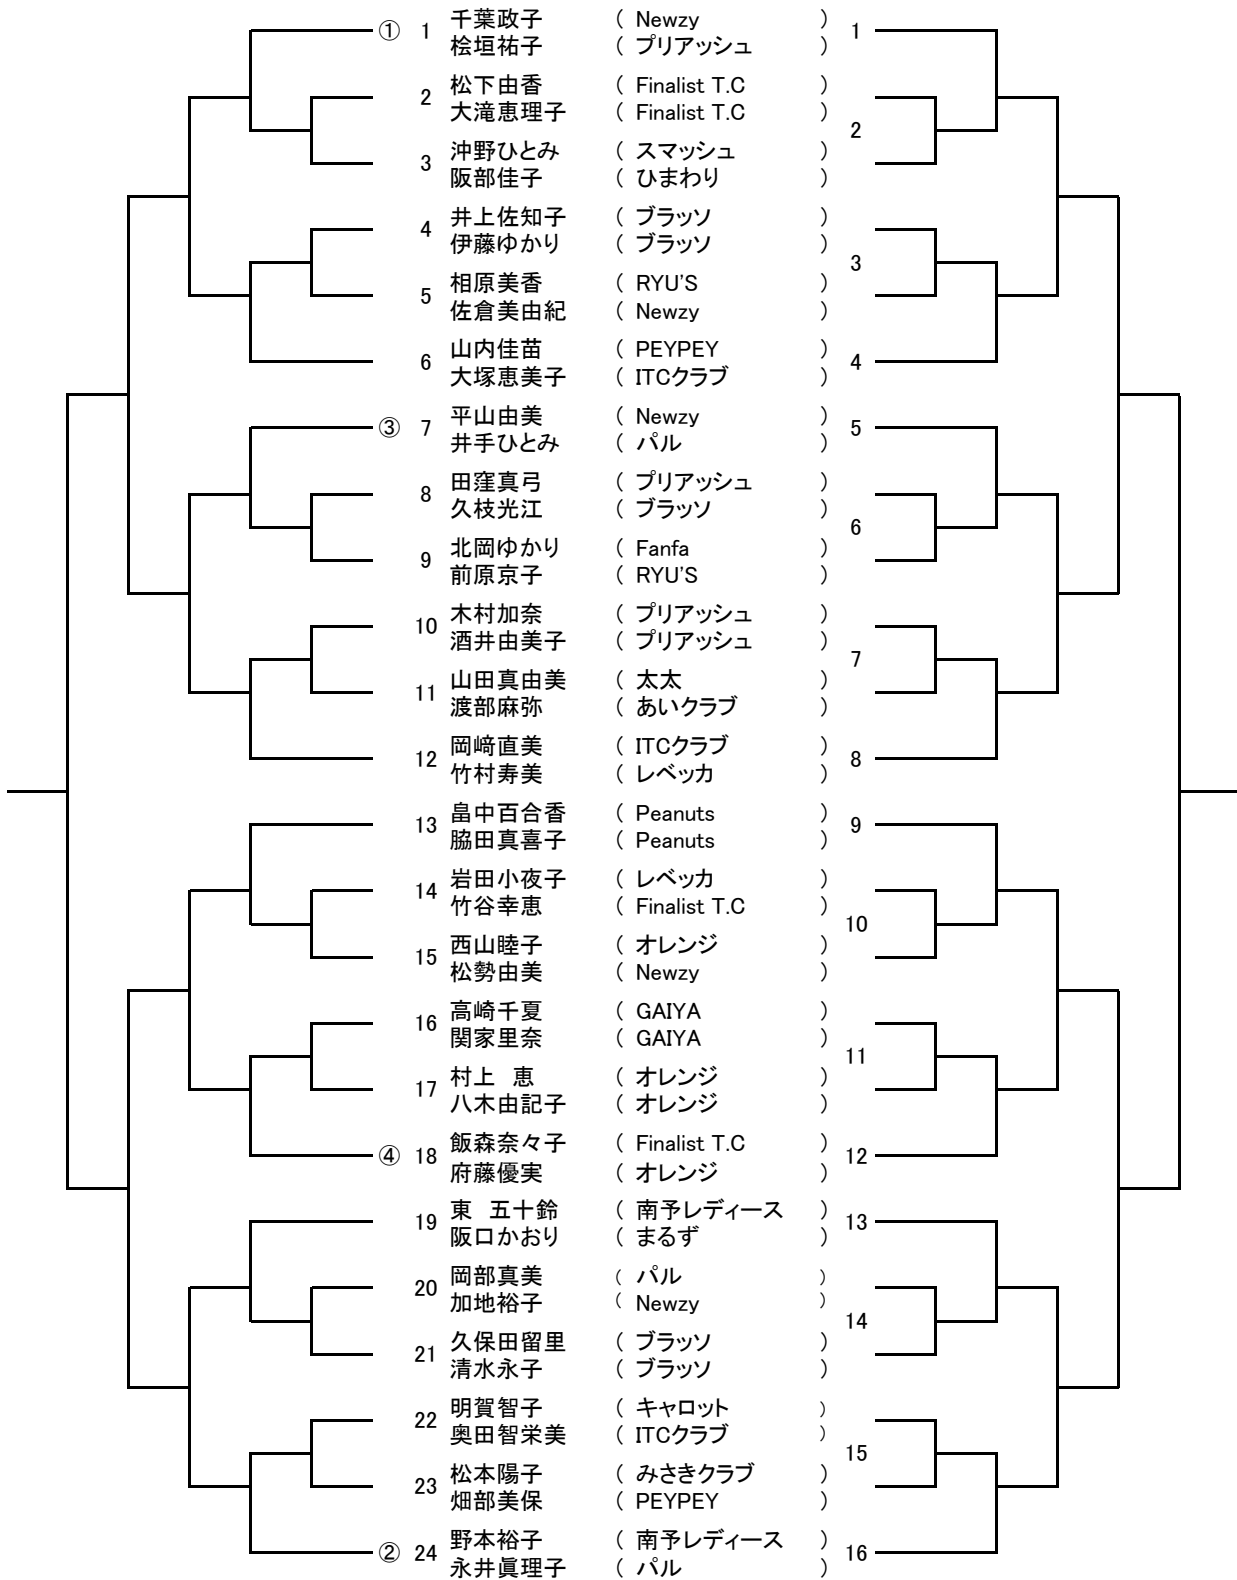 ① 1 千葉政子 ( Newzy ) 1
桧垣祐子 ( プリアッシュ )
2 松下由香 ( Finalist T.C )
大滝恵理子 ( Finalist T.C ) 2
3 沖野ひとみ ( スマッシュ )
阪部佳子 ( ひまわり )
4 井上佐知子 ( ブラッソ )
伊藤ゆかり ( ブラッソ ) 3
5 相原美香 ( RYU'S )
佐倉美由紀 ( Newzy )
6 山内佳苗 ( PEYPEY ) 4
大塚恵美子 ( ITCクラブ )
③ 7 平山由美 ( Newzy ) 5
井手ひとみ ( パル )
8 田窪真弓 ( プリアッシュ )
久枝光江 ( ブラッソ ) 6
9 北岡ゆかり ( Fanfa )
前原京子 ( RYU'S )
10 木村加奈 ( プリアッシュ )
酒井由美子 ( プリアッシュ ) 7
11 山田真由美 ( 太太 )
渡部麻弥 ( あいクラブ )
12 岡﨑直美 ( ITCクラブ ) 8
竹村寿美 ( レベッカ )
13 畠中百合香 ( Peanuts ) 9
脇田真喜子 ( Peanuts )
14 岩田小夜子 ( レベッカ )
竹谷幸恵 ( Finalist T.C ) 10
15 西山睦子 ( オレンジ )
松勢由美 ( Newzy )
16 高崎千夏 ( GAIYA )
関家里奈 ( GAIYA ) 11
17 村上 恵 ( オレンジ )
八木由記子 ( オレンジ )
④ 18 飯森奈々子 ( Finalist T.C ) 12
府藤優実 ( オレンジ )
19 東 五十鈴 ( 南予レディース ) 13
阪口かおり ( まるず )
20 岡部真美 ( パル )
加地裕子 ( Newzy ) 14
21 久保田留里 ( ブラッソ )
清水永子 ( ブラッソ )
22 明賀智子 ( キャロット )
奥田智栄美 ( ITCクラブ ) 15
23 松本陽子 ( みさきクラブ )
畑部美保 ( PEYPEY )
② 24 野本裕子 ( 南予レディース ) 16
永井眞理子 ( パル )